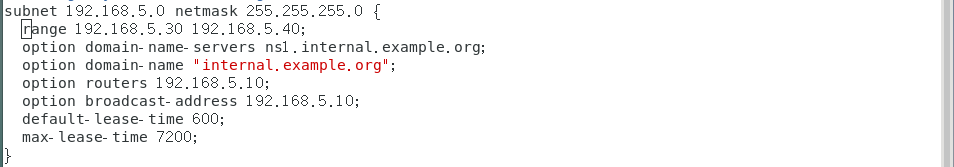 subnet 192.168.5.0 netmask 255.255.255.0 {
range 192.168.5.30 192.168.5.40;
option domain-name-servers ns1.internal.example.org;
option domain-name "internal.example.org";
option routers 192.168.5.10;
option broadcast-address 192.168.5.10;
default-lease-time 600;
max-lease-time 7200;
}